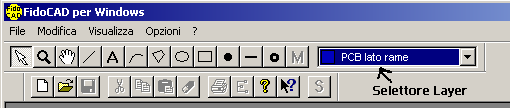 FidoCAD per Windows
File Modifica Visualizza Opzioni ?
A M PCB lato rame
E ? ? S
Selettore Layer